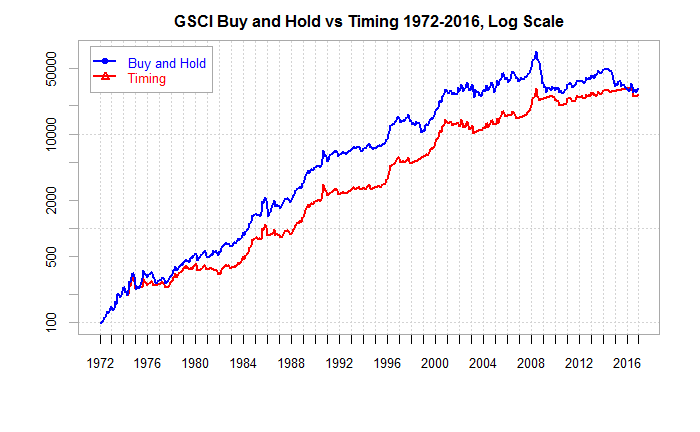 GSCI Buy and Hold vs Timing 1972-2016, Log Scale
Buy and Hold
Timing
50000
10000
2000
500
100
1972 1976 1980 1984 1988 1992 1996 2000 2004 2008 2012 2016